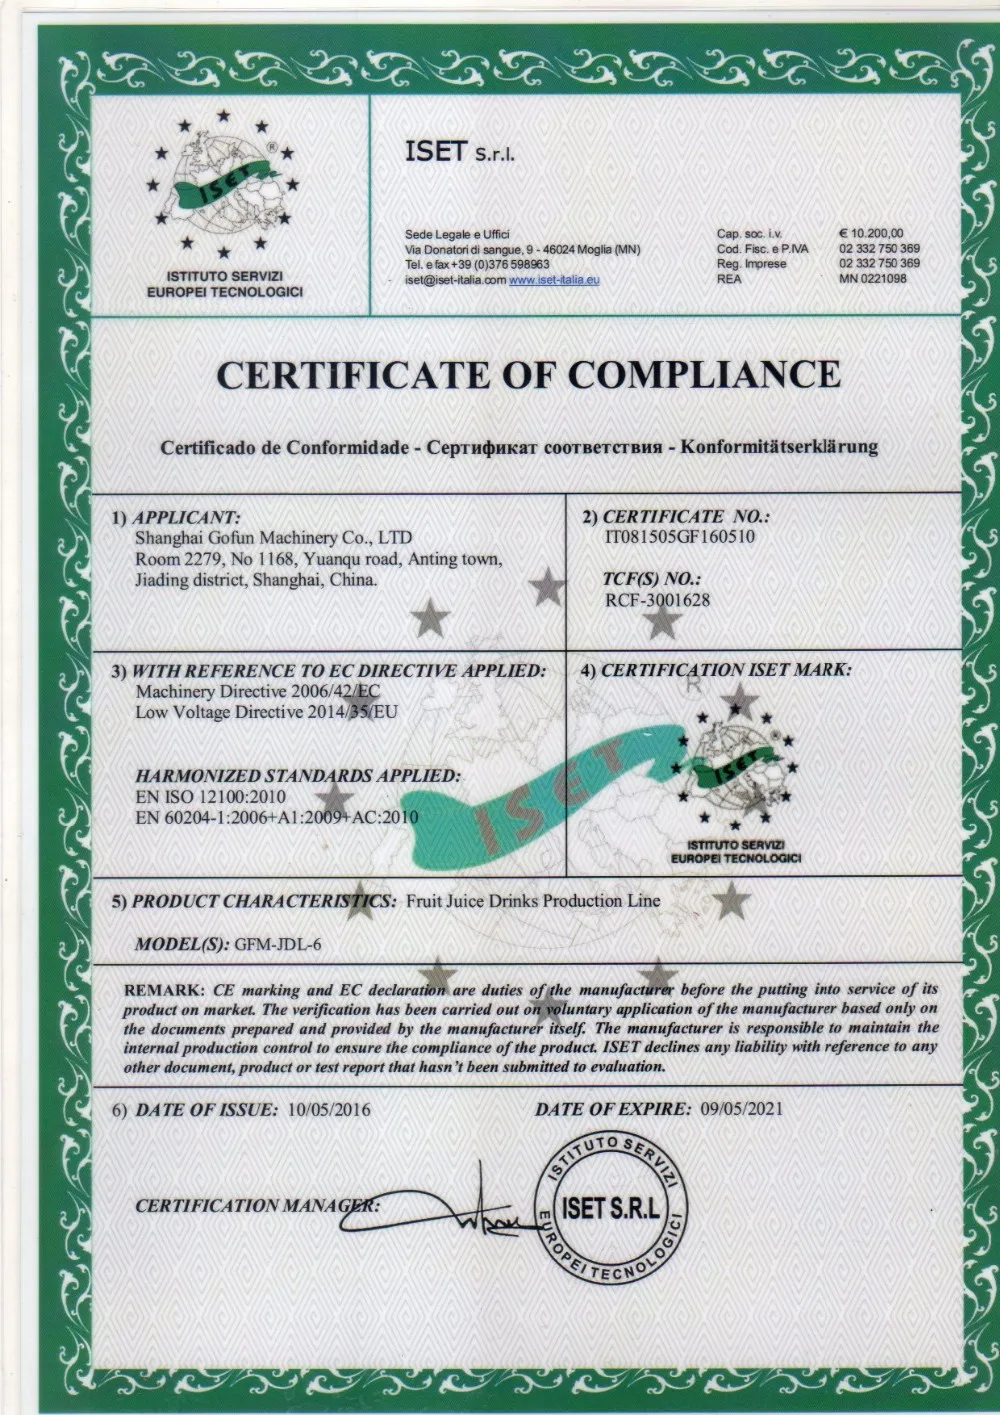 ISET
®
ISTITUTO SERVIZI
EUROPEI TECNOLOGICI
ISET S.r.l.
Sede Legale e Uffici
Via Donatori di sangue, 9 - 46024 Moglia (MN)
Tel. e fax +39 (0)376 598963
iset@iset-italia.com www.iset-italia.eu
Cap. soc. i.v. € 10.200,00
Cod. Fisc. e P.IVA 02 332 750 369
Reg. Imprese 02 332 750 369
REA MN 0221098
CERTIFICATE OF COMPLIANCE
Certificado de Conformidade - Сертификат соответствия - Konformitätserklärung
1) APPLICANT:
Shanghai Gofun Machinery Co., LTD
Room 2279, No 1168, Yuanqu road, Anting town,
Jiading district, Shanghai, China.
2) CERTIFICATE NO.:
IT081505GF160510
TCF(S) NO.:
RCF-3001628
3) WITH REFERENCE TO EC DIRECTIVE APPLIED:
Machinery Directive 2006/42/EC
Low Voltage Directive 2014/35/EU
HARMONIZED STANDARDS APPLIED:
EN ISO 12100:2010
EN 60204-1:2006+A1:2009+AC:2010
4) CERTIFICATION ISET MARK:
R
ISET
ISET
®
ISTITUTO SERVIZI
EUROPEI TECNOLOGICI
5) PRODUCT CHARACTERISTICS: Fruit Juice Drinks Production Line
MODEL(S): GFM-JDL-6
REMARK: CE marking and EC declaration are duties of the manufacturer before the putting into service of its
product on market. The verification has been carried out on voluntary application of the manufacturer based only on
the documents prepared and provided by the manufacturer itself. The manufacturer is responsible to maintain the
internal production control to ensure the compliance of the product. ISET declines any liability with reference to any
other document, product or test report that hasn't been submitted to evaluation.
6) DATE OF ISSUE: 10/05/2016 DATE OF EXPIRE: 09/05/2021
CERTIFICATION MANAGER:
ISTITUTO SERVIZI
ISET S.R.L
EUROPEI TECNOLOGICI